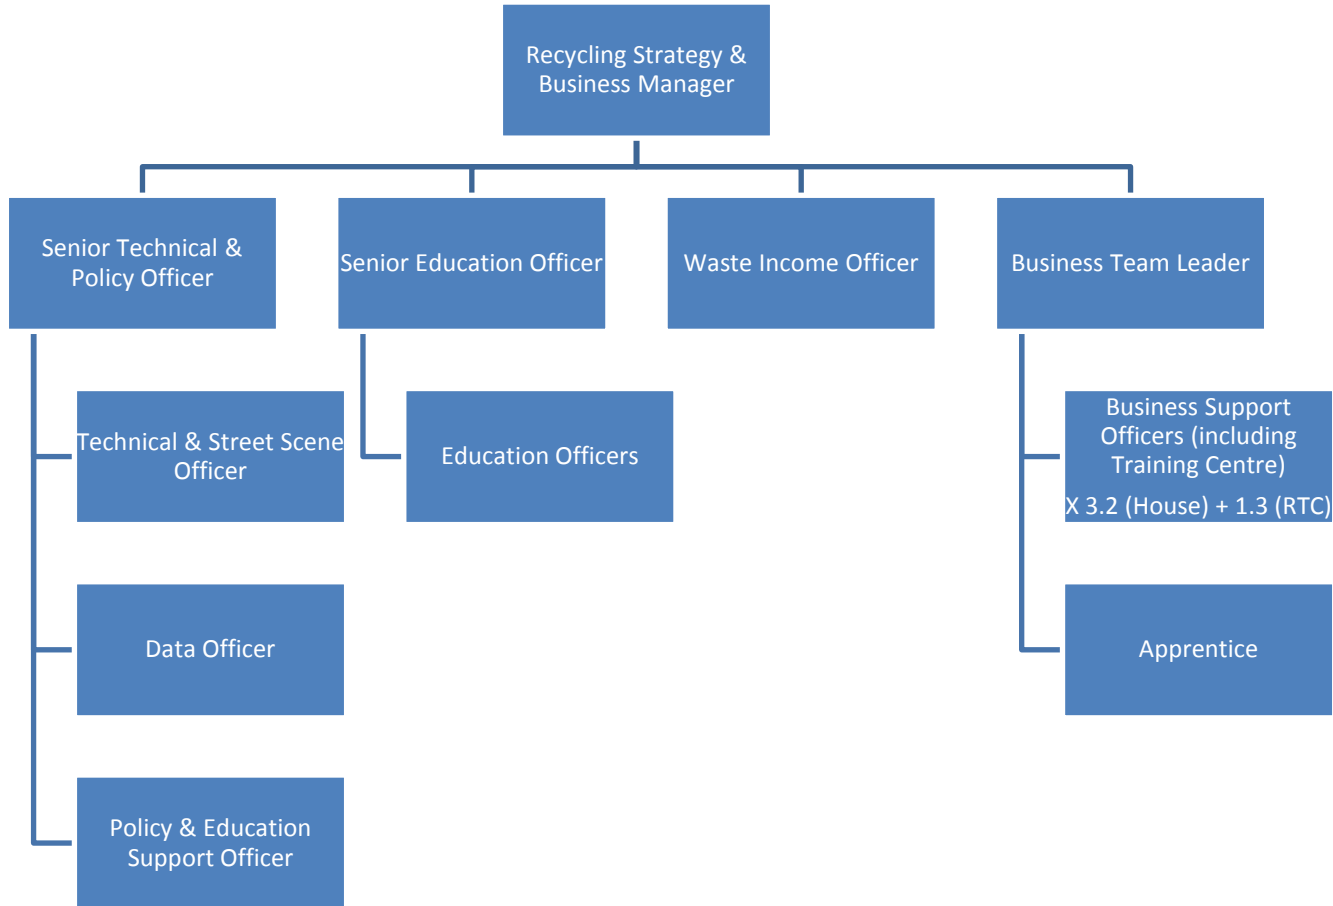 Recycling Strategy &
Business Manager
Senior Technical &
Policy Officer
Senior Education Officer
Waste Income Officer
Business Team Leader
Technical & Street Scene
Officer
Education Officers
Business Support
Officers (including
Training Centre)
X 3.2 (House) + 1.3 (RTC)
Data Officer
Apprentice
Policy & Education
Support Officer